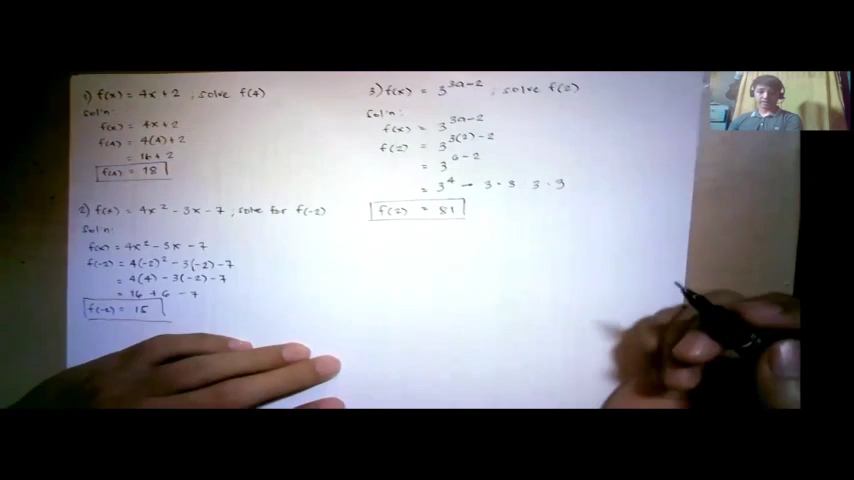 1) f(x) = 4x + 2 ; solve f(4)
Sol'n:
f(x) = 4x + 2
f(4) = 4(4) + 2
= 16 + 2
f(4) = 18
2) f(x) = 4x² - 3x - 7 ; solve for f(-2)
Sol'n:
f(x) = 4x² - 3x - 7
f(-2) = 4(-2)² - 3(-2) - 7
= 4(4) - 3(-2) - 7
= 16 + 6 - 7
f(-2) = 15
3) f(x) = 3^(3a-2) ; solve f(2)
Sol'n:
f(x) = 3^(3a-2)
f(2) = 3^(3(2)-2)
= 3^(6-2)
= 3^4 → 3 · 3 3 · 3
f(2) = 81